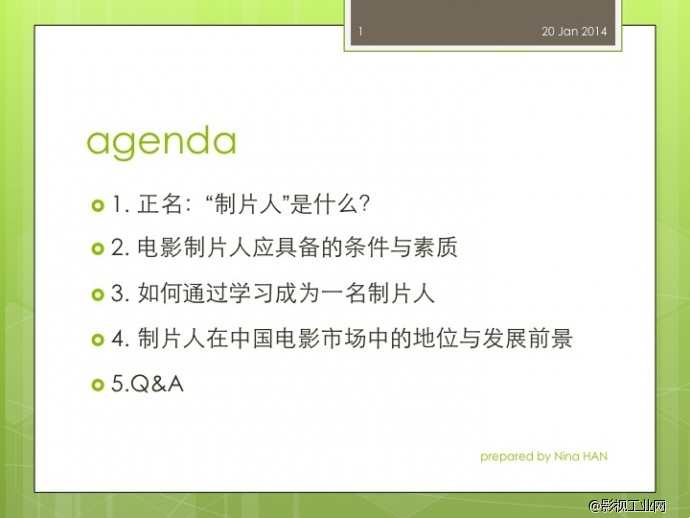 1 20 Jan 2014
agenda
1. 正名：“制片人”是什么？
2. 电影制片人应具备的条件与素质
3. 如何通过学习成为一名制片人
4. 制片人在中国电影市场中的地位与发展前景
5.Q&A
prepared by Nina HAN
@影视工业网